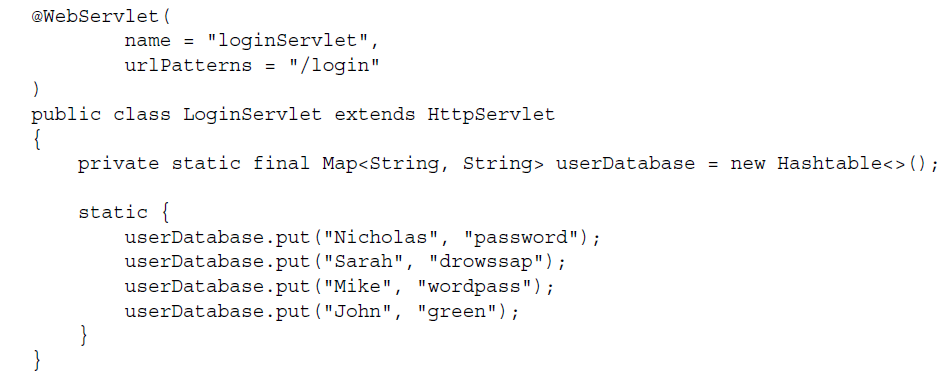 @WebServlet(
        name = "loginServlet",
        urlPatterns = "/login"
)
public class LoginServlet extends HttpServlet
{
    private static final Map<String, String> userDatabase = new Hashtable<>();

    static {
        userDatabase.put("Nicholas", "password");
        userDatabase.put("Sarah", "drowssap");
        userDatabase.put("Mike", "wordpass");
        userDatabase.put("John", "green");
    }
}